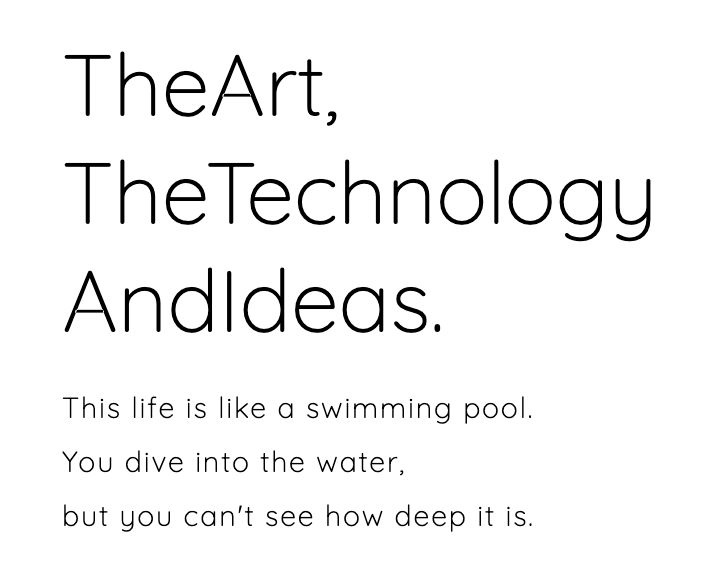 TheArt,
TheTechnology
AndIdeas.
This life is like a swimming pool.
You dive into the water,
but you can't see how deep it is.